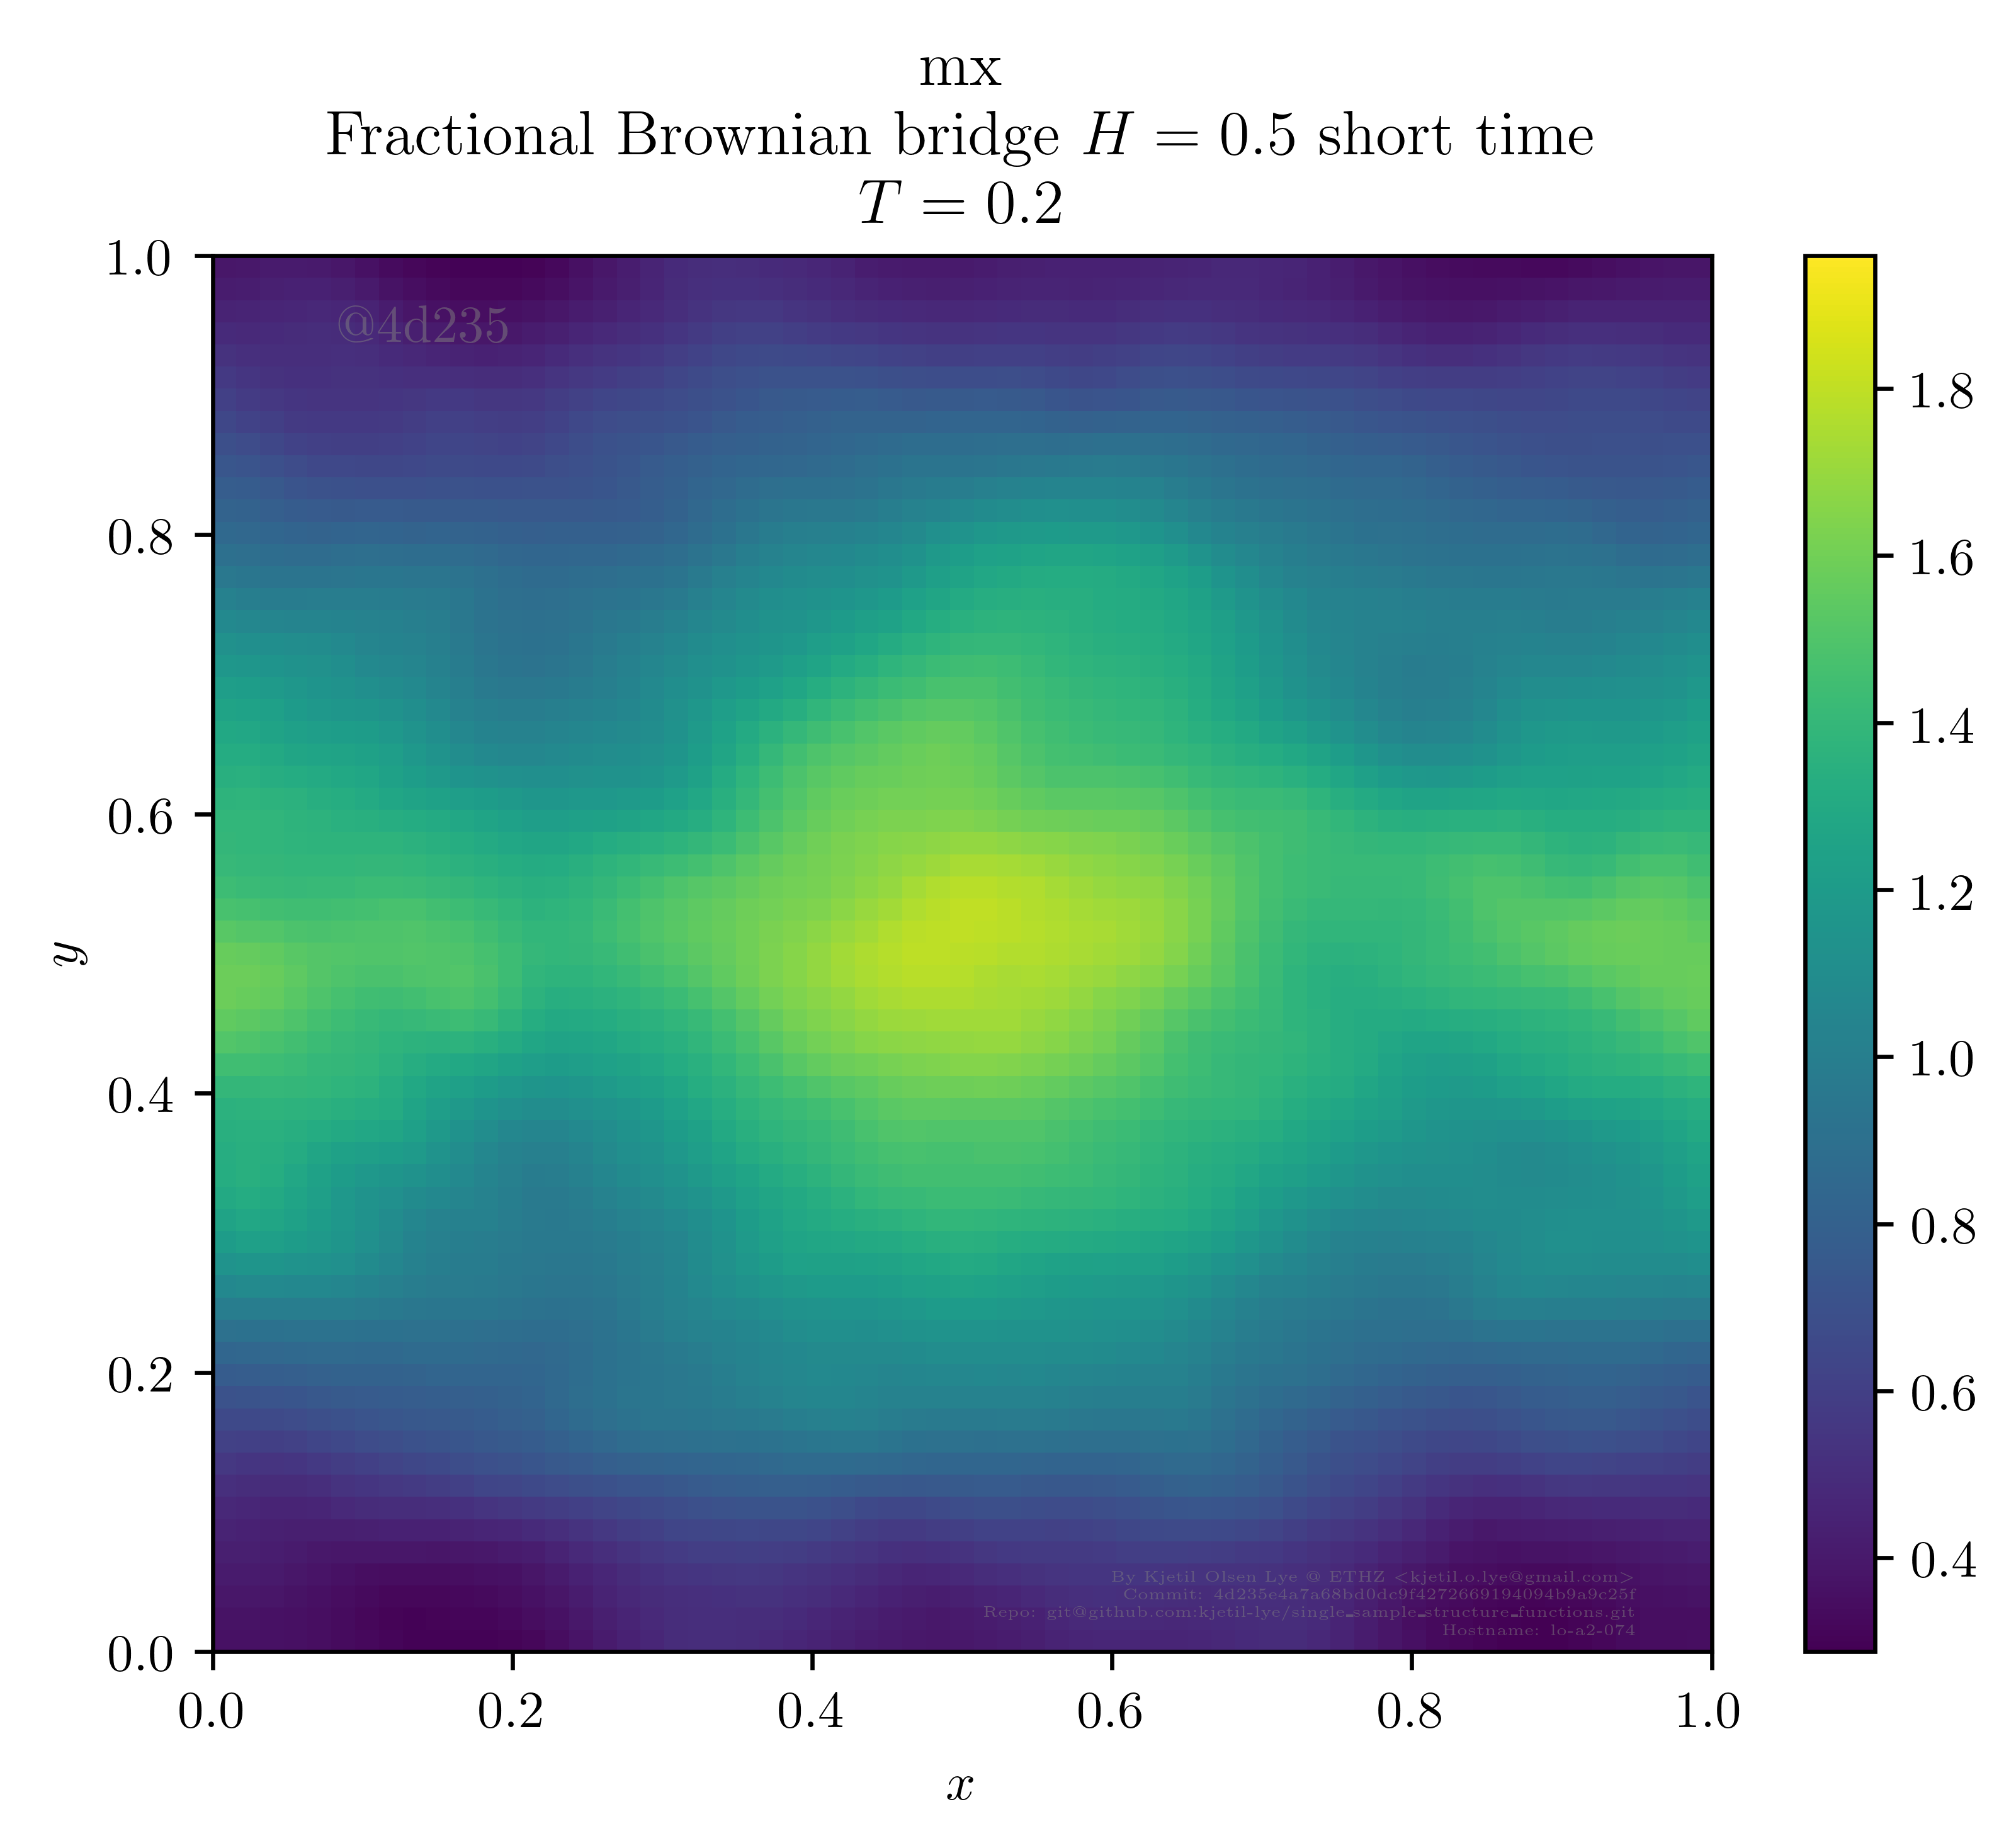 mx
Fractional Brownian bridge H = 0.5 short time
T = 0.2
1.0
0.8
0.6
0.4
0.2
0.0
y
0.0 0.2 0.4 0.6 0.8 1.0
x
1.8
1.6
1.4
1.2
1.0
0.8
0.6
0.4
@4d235
By Kjetil Olsen Lye @ ETHZ <kjetil.o.lye@gmail.com>
Commit: 4d235e4a7a68bd0dc9f4272669194094b9a9c25f
Repo: git@github.com:kjetil-lye/single_sample_structure_functions.git
Hostname: lo-a2-074